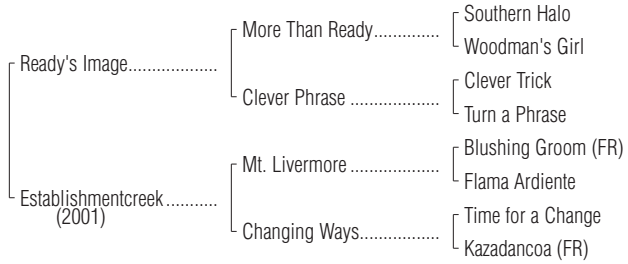 Southern Halo
More Than Ready..............
Woodman's Girl
Ready's Image...................
Clever Trick
Clever Phrase ...................
Turn a Phrase
Blushing Groom (FR)
Mt. Livermore ...................
Flama Ardiente
Establishmentcreek ...........
(2001)
Time for a Change
Changing Ways.................
Kazadancoa (FR)